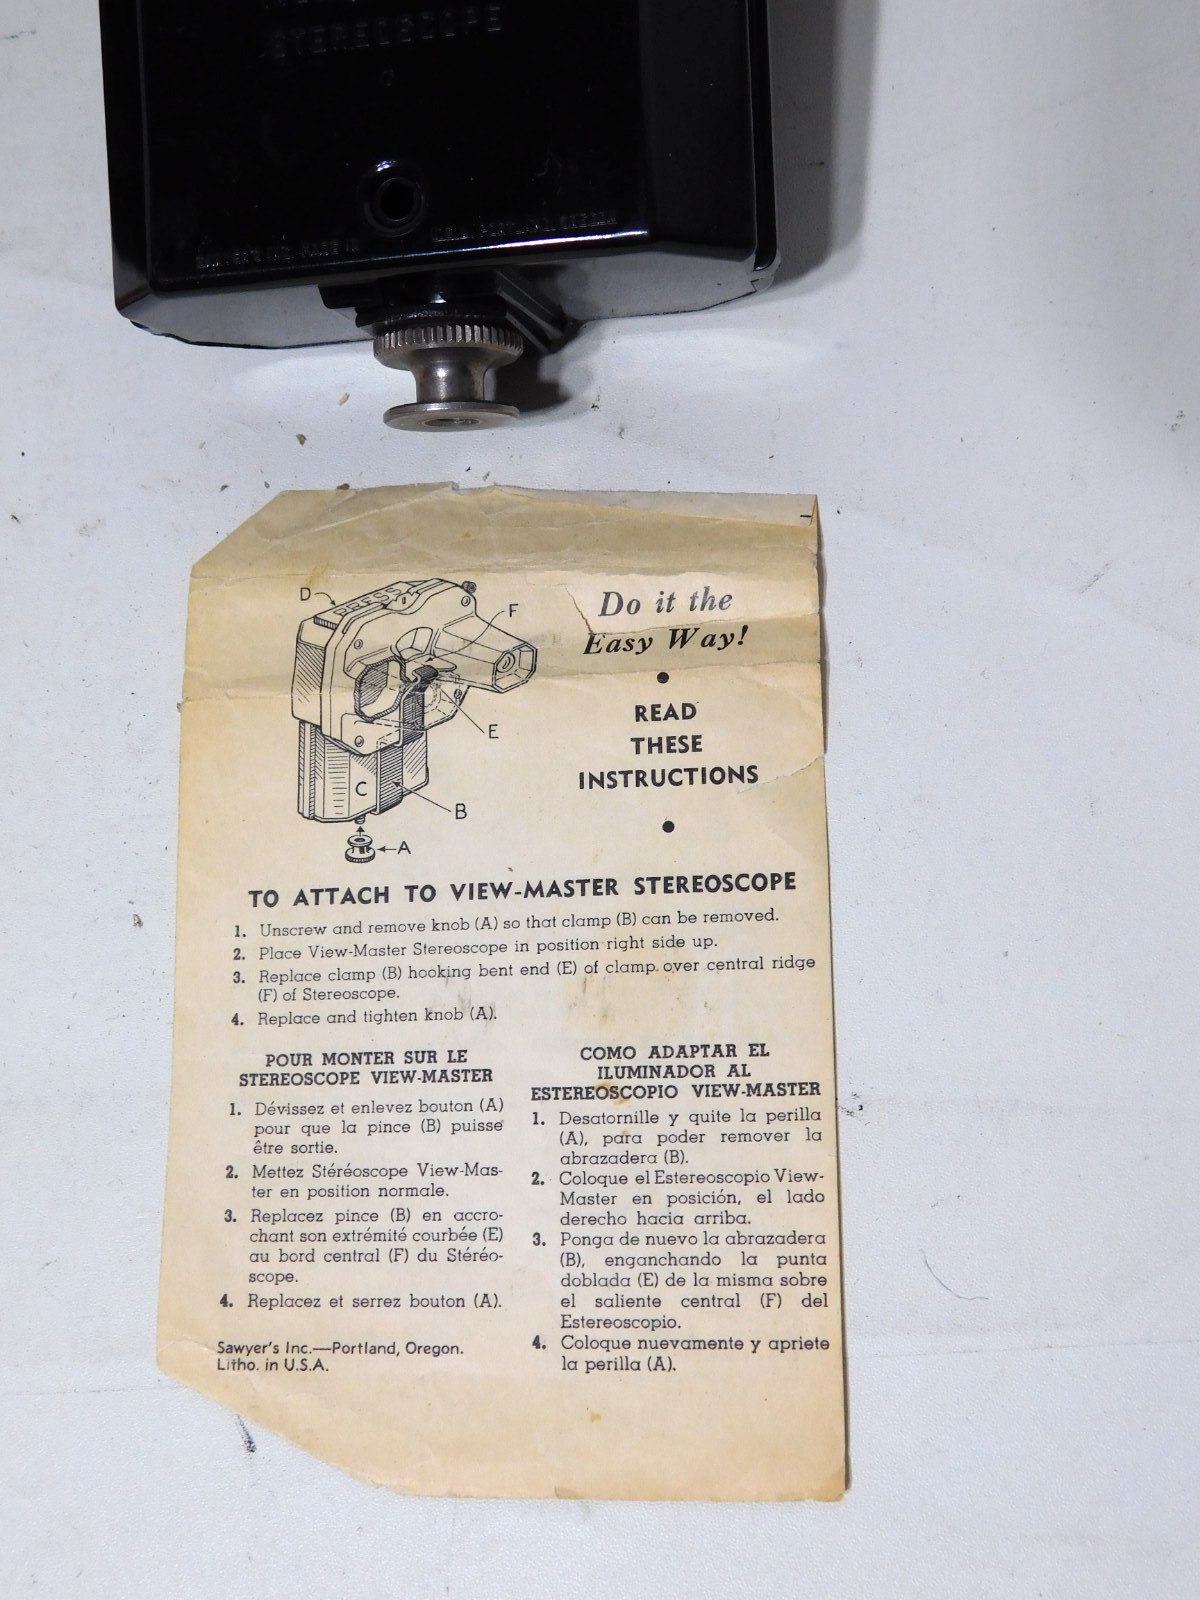 STEREOSCOPE
SAWYER'S INC. MADE IN U.S.A. PORTLAND, OREGON
D
PRESS
F
E
C
B
A
Do it the
Easy Way!
READ
THESE
INSTRUCTIONS
TO ATTACH TO VIEW-MASTER STEREOSCOPE
1. Unscrew and remove knob (A) so that clamp (B) can be removed.
2. Place View-Master Stereoscope in position right side up.
3. Replace clamp (B) hooking bent end (E) of clamp over central ridge
(F) of Stereoscope.
4. Replace and tighten knob (A).
POUR MONTER SUR LE
STEREOSCOPE VIEW-MASTER
1. Dévissez et enlevez bouton (A)
pour que la pince (B) puisse
être sortie.
2. Mettez Stéréoscope View-Mas-
ter en position normale.
3. Replacez pince (B) en accro-
chant son extrémité courbée (E)
au bord central (F) du Stéréo-
scope.
4. Replacez et serrez bouton (A).
Sawyer's Inc.—Portland, Oregon.
Litho. in U.S.A.
COMO ADAPTAR EL
ILUMINADOR AL
ESTEREOSCOPIO VIEW-MASTER
1. Desatornille y quite la perilla
(A), para poder remover la
abrazadera (B).
2. Coloque el Estereoscopio View-
Master en posición, el lado
derecho hacia arriba.
3. Ponga de nuevo la abrazadera
(B), enganchando la punta
doblada (E) de la misma sobre
el saliente central (F) del
Estereoscopio.
4. Coloque nuevamente y apriete
la perilla (A).